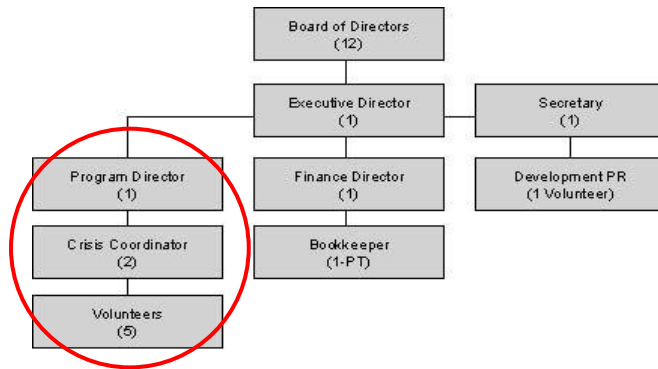 Board of Directors
(12)
Executive Director
(1)
Secretary
(1)
Program Director
(1)
Finance Director
(1)
Development PR
(1 Volunteer)
Crisis Coordinator
(2)
Bookkeeper
(1-PT)
Volunteers
(5)